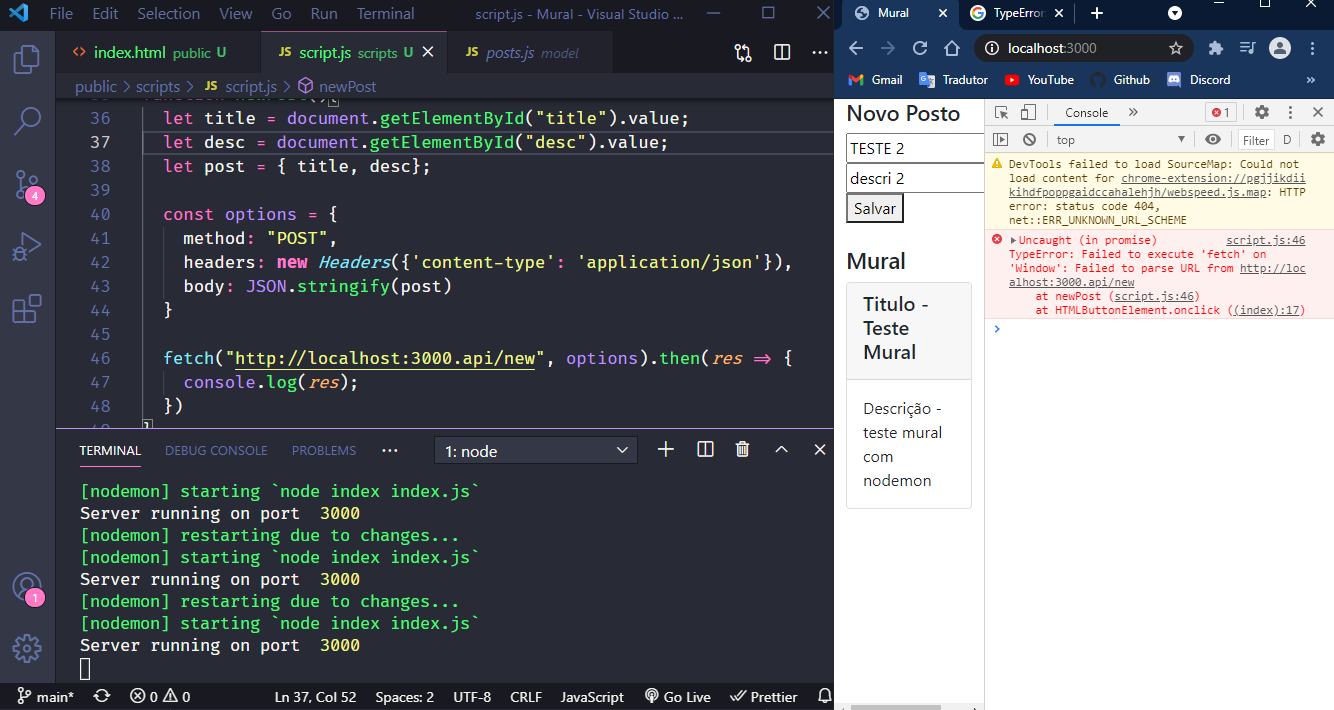 File Edit Selection View Go Run Terminal script.js - Mural - Visual Studio ...
index.html public U JS script.js scripts U JS posts.js model
public > scripts > JS script.js > newPost
36 let title = document.getElementById("title").value;
37 let desc = document.getElementById("desc").value;
38 let post = { title, desc};
39
40 const options = {
41 method: "POST",
42 headers: new Headers({'content-type': 'application/json'}),
43 body: JSON.stringify(post)
44 }
45
46 fetch("http://localhost:3000.api/new", options).then(res => {
47 console.log(res);
48 })
TERMINAL DEBUG CONSOLE PROBLEMS ... 1: node
[nodemon] starting `node index index.js`
Server running on port 3000
[nodemon] restarting due to changes...
[nodemon] starting `node index index.js`
Server running on port 3000
[nodemon] restarting due to changes...
[nodemon] starting `node index index.js`
Server running on port 3000
4
1
main* 0 0 Ln 37, Col 52 Spaces: 2 UTF-8 CRLF JavaScript Go Live Prettier
Mural TypeError:
localhost:3000
Gmail Tradutor YouTube Github Discord »
Novo Posto
TESTE 2
descri 2
Salvar
Mural
Titulo -
Teste
Mural
Descrição -
teste mural
com
nodemon
Console » 1
top Filter D
DevTools failed to load SourceMap: Could not
load content for chrome-extension://pgjjikdii
kihdfpoppgaidccahalehjh/webspeed.js.map: HTTP
error: status code 404,
net::ERR_UNKNOWN_URL_SCHEME
Uncaught (in promise) script.js:46
TypeError: Failed to execute 'fetch' on
'Window': Failed to parse URL from http://loc
alhost:3000.api/new
at newPost (script.js:46)
at HTMLButtonElement.onclick ((index):17)